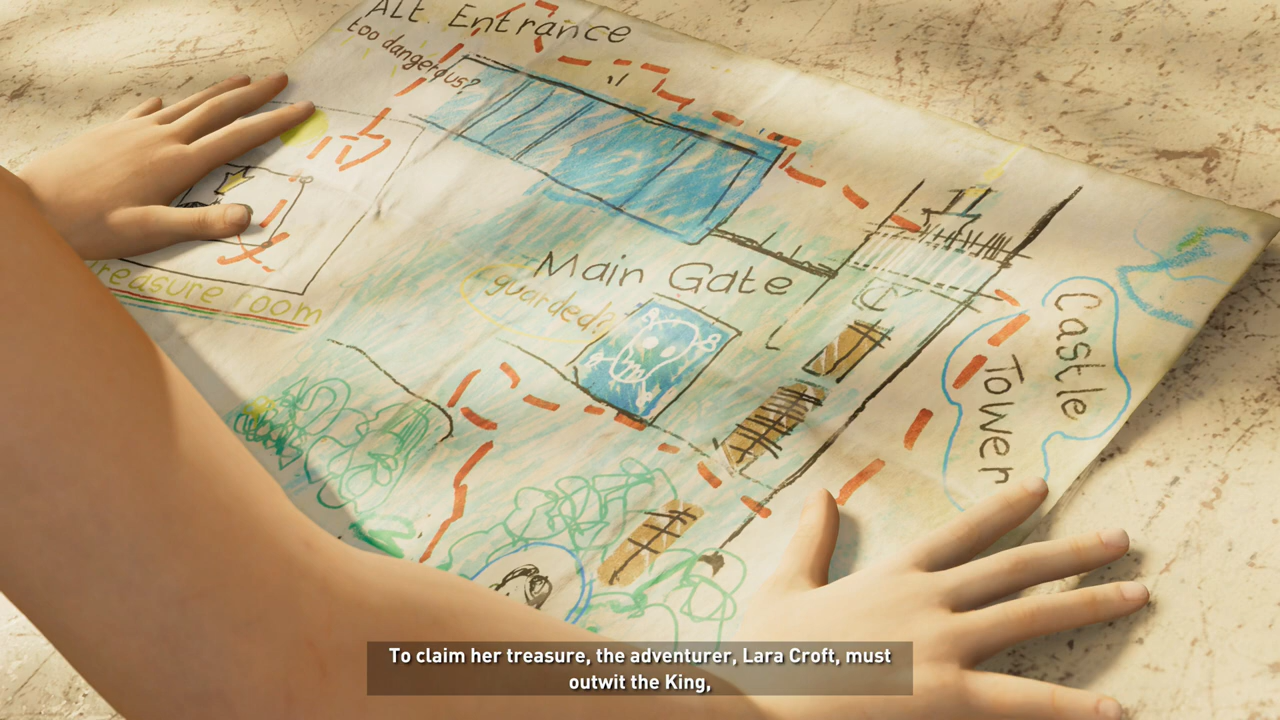 ALt. Entrance
too dangerous?
Main Gate
guarded?
Treasure room
Castle
Tower
To claim her treasure, the adventurer, Lara Croft, must
outwit the King,